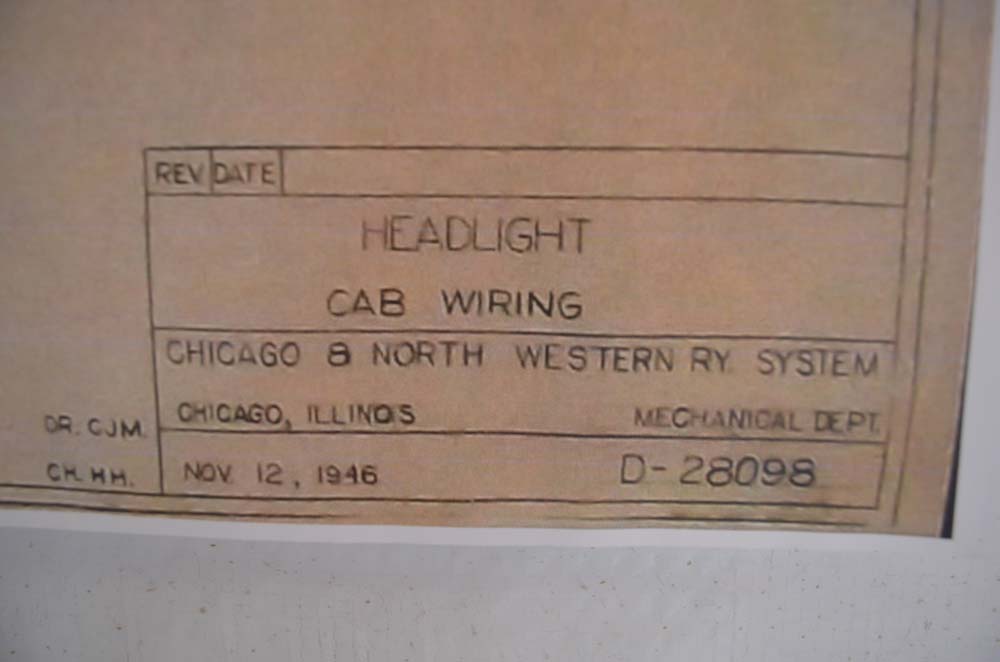 REV DATE
HEADLIGHT
CAB WIRING
CHICAGO & NORTH WESTERN RY. SYSTEM
CHICAGO, ILLINOIS MECHANICAL DEPT.
DR. CJM.
CH. HH.
NOV. 12, 1946 D-28098